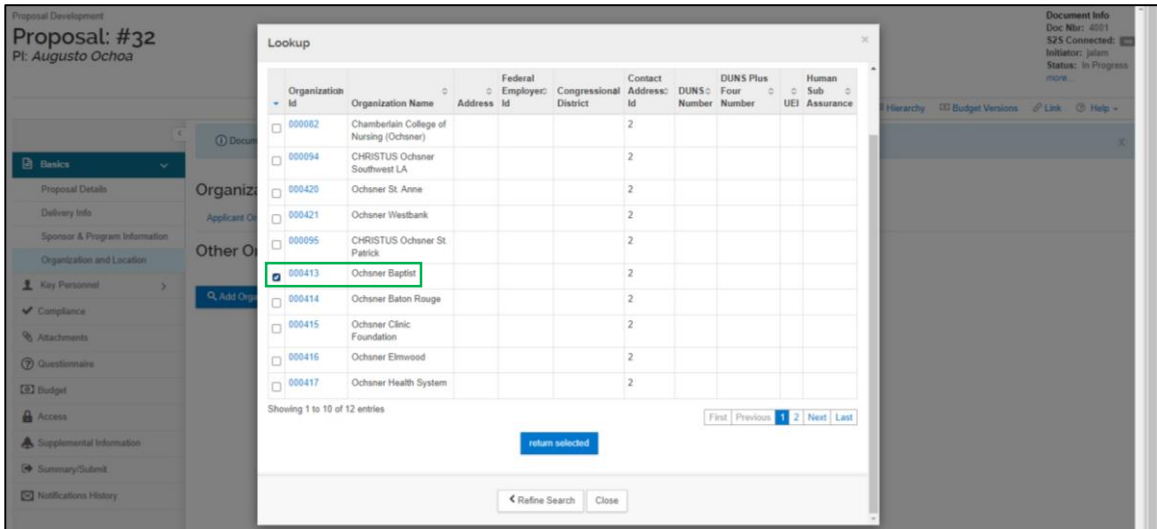 Proposal Development
Proposal: #32
PI: Augusto Ochoa
Document Info
Doc Nbr: 4001
S2S Connected:
Initiator: jalam
Status: In Progress
more...
Hierarchy Budget Versions Link Help
Docum
X
Basics
Proposal Details
Delivery Info
Sponsor & Program Information
Organization and Location
Key Personnel
Compliance
Attachments
Questionnaire
Budget
Access
Supplemental Information
Summary/Submit
Notifications History
Organiza
Applicant Or
Other Or
Add Orga
Lookup
×
Organization Id Organization Name Address Federal Employer Id Congressional District Contact Address Id DUNS Number DUNS Plus Four Number UEI Human Sub Assurance
000082 Chamberlain College of Nursing (Ochsner) 2
000094 CHRISTUS Ochsner Southwest LA 2
000420 Ochsner St. Anne 2
000421 Ochsner Westbank 2
000095 CHRISTUS Ochsner St. Patrick 2
000413 Ochsner Baptist 2
000414 Ochsner Baton Rouge 2
000415 Ochsner Clinic Foundation 2
000416 Ochsner Elmwood 2
000417 Ochsner Health System 2
Showing 1 to 10 of 12 entries
First Previous 1 2 Next Last
return selected
Refine Search Close